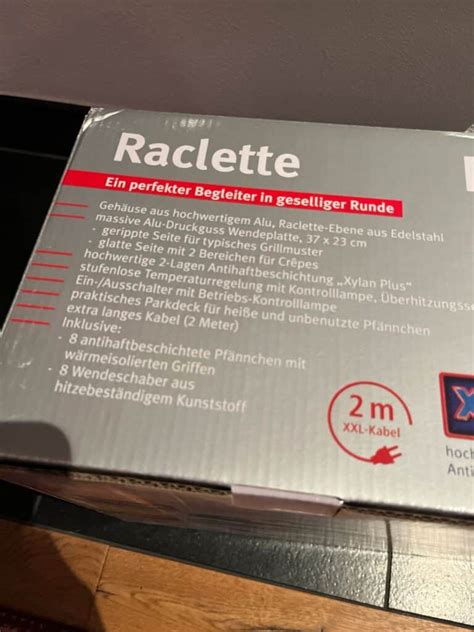 Raclette
Ein perfekter Begleiter in geselliger Runde
Gehäuse aus hochwertigem Alu, Raclette-Ebene aus Edelstahl
massive Alu-Druckguss Wendeplatte, 37 x 23 cm
- gerippte Seite für typisches Grillmuster
- glatte Seite mit 2 Bereichen für Crêpes
hochwertige 2-Lagen Antihaftbeschichtung „Xylan Plus“
stufenlose Temperaturregelung mit Kontrolllampe, Überhitzungss
Ein-/Ausschalter mit Betriebs-Kontrolllampe
praktisches Parkdeck für heiße und unbenutzte Pfännchen
extra langes Kabel (2 Meter)
Inklusive:
- 8 antihaftbeschichtete Pfännchen mit
wärmeisolierten Griffen
- 8 Wendeschaber aus
hitzebeständigem Kunststoff
2 m
XXL-Kabel
X
hoch
Anti